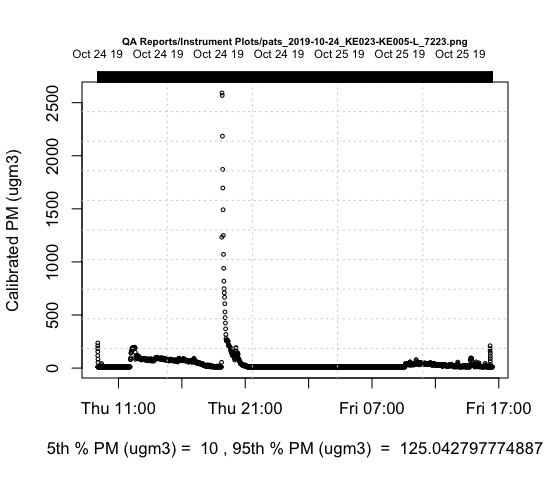 QA Reports/Instrument Plots/pats_2019-10-24_KE023-KE005-L_7223.png
Oct 24 19 Oct 24 19 Oct 24 19 Oct 24 19 Oct 25 19 Oct 25 19 Oct 25 19
Calibrated PM (ugm3)
2500
2000
1500
1000
500
0
Thu 11:00 Thu 21:00 Fri 07:00 Fri 17:00
5th % PM (ugm3) = 10 , 95th % PM (ugm3) = 125.042797774887